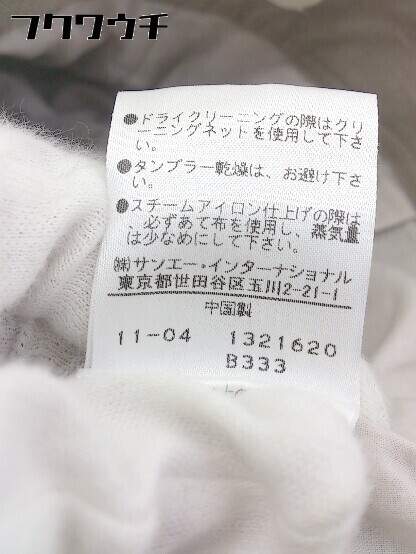 フクワウチ
●ドライクリーニングの際はクリ
ーニングネットを使用して下さ
い。
●タンブラー乾燥は、お避け下さ
い。
●スチームアイロン仕上げの際は
、必ずあて布を使用し、蒸気量
は少なめにして下さい。
㈱サンエー・インターナショナル
東京都世田谷区玉川2-21-1
中国製
11-04 1321620
B333